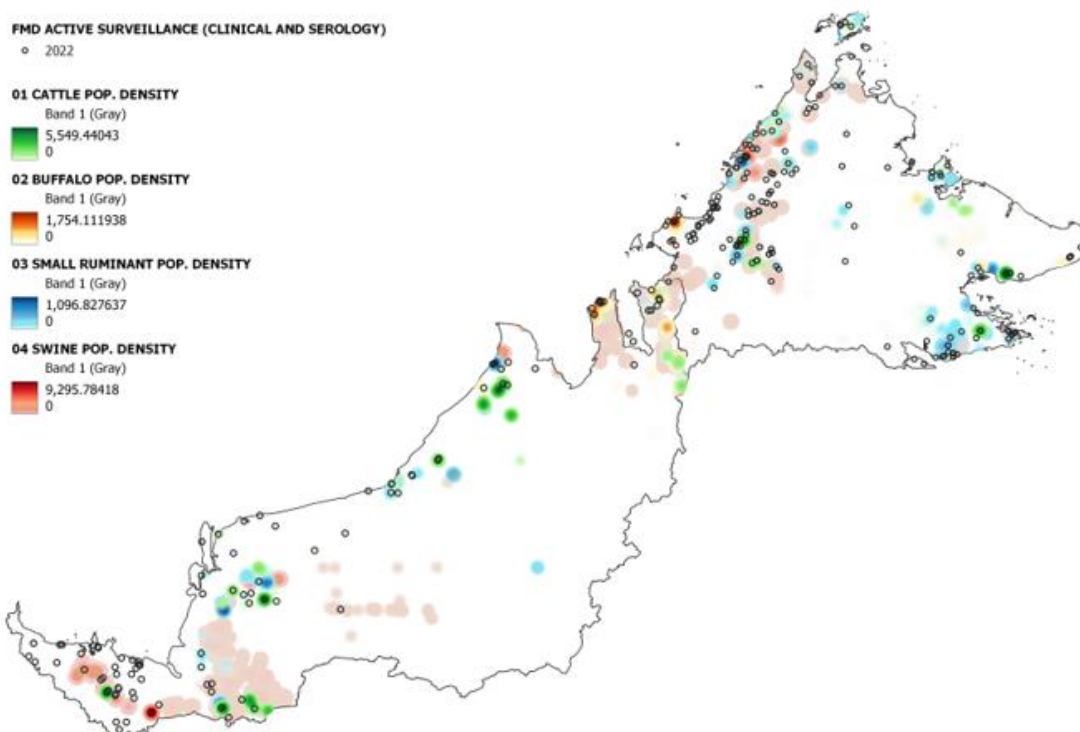 FMD ACTIVE SURVEILLANCE (CLINICAL AND SEROLOGY)
2022
01 CATTLE POP. DENSITY
Band 1 (Gray)
5,549.44043
0
02 BUFFALO POP. DENSITY
Band 1 (Gray)
1,754.111938
0
03 SMALL RUMINANT POP. DENSITY
Band 1 (Gray)
1,096.827637
0
04 SWINE POP. DENSITY
Band 1 (Gray)
9,295.78418
0